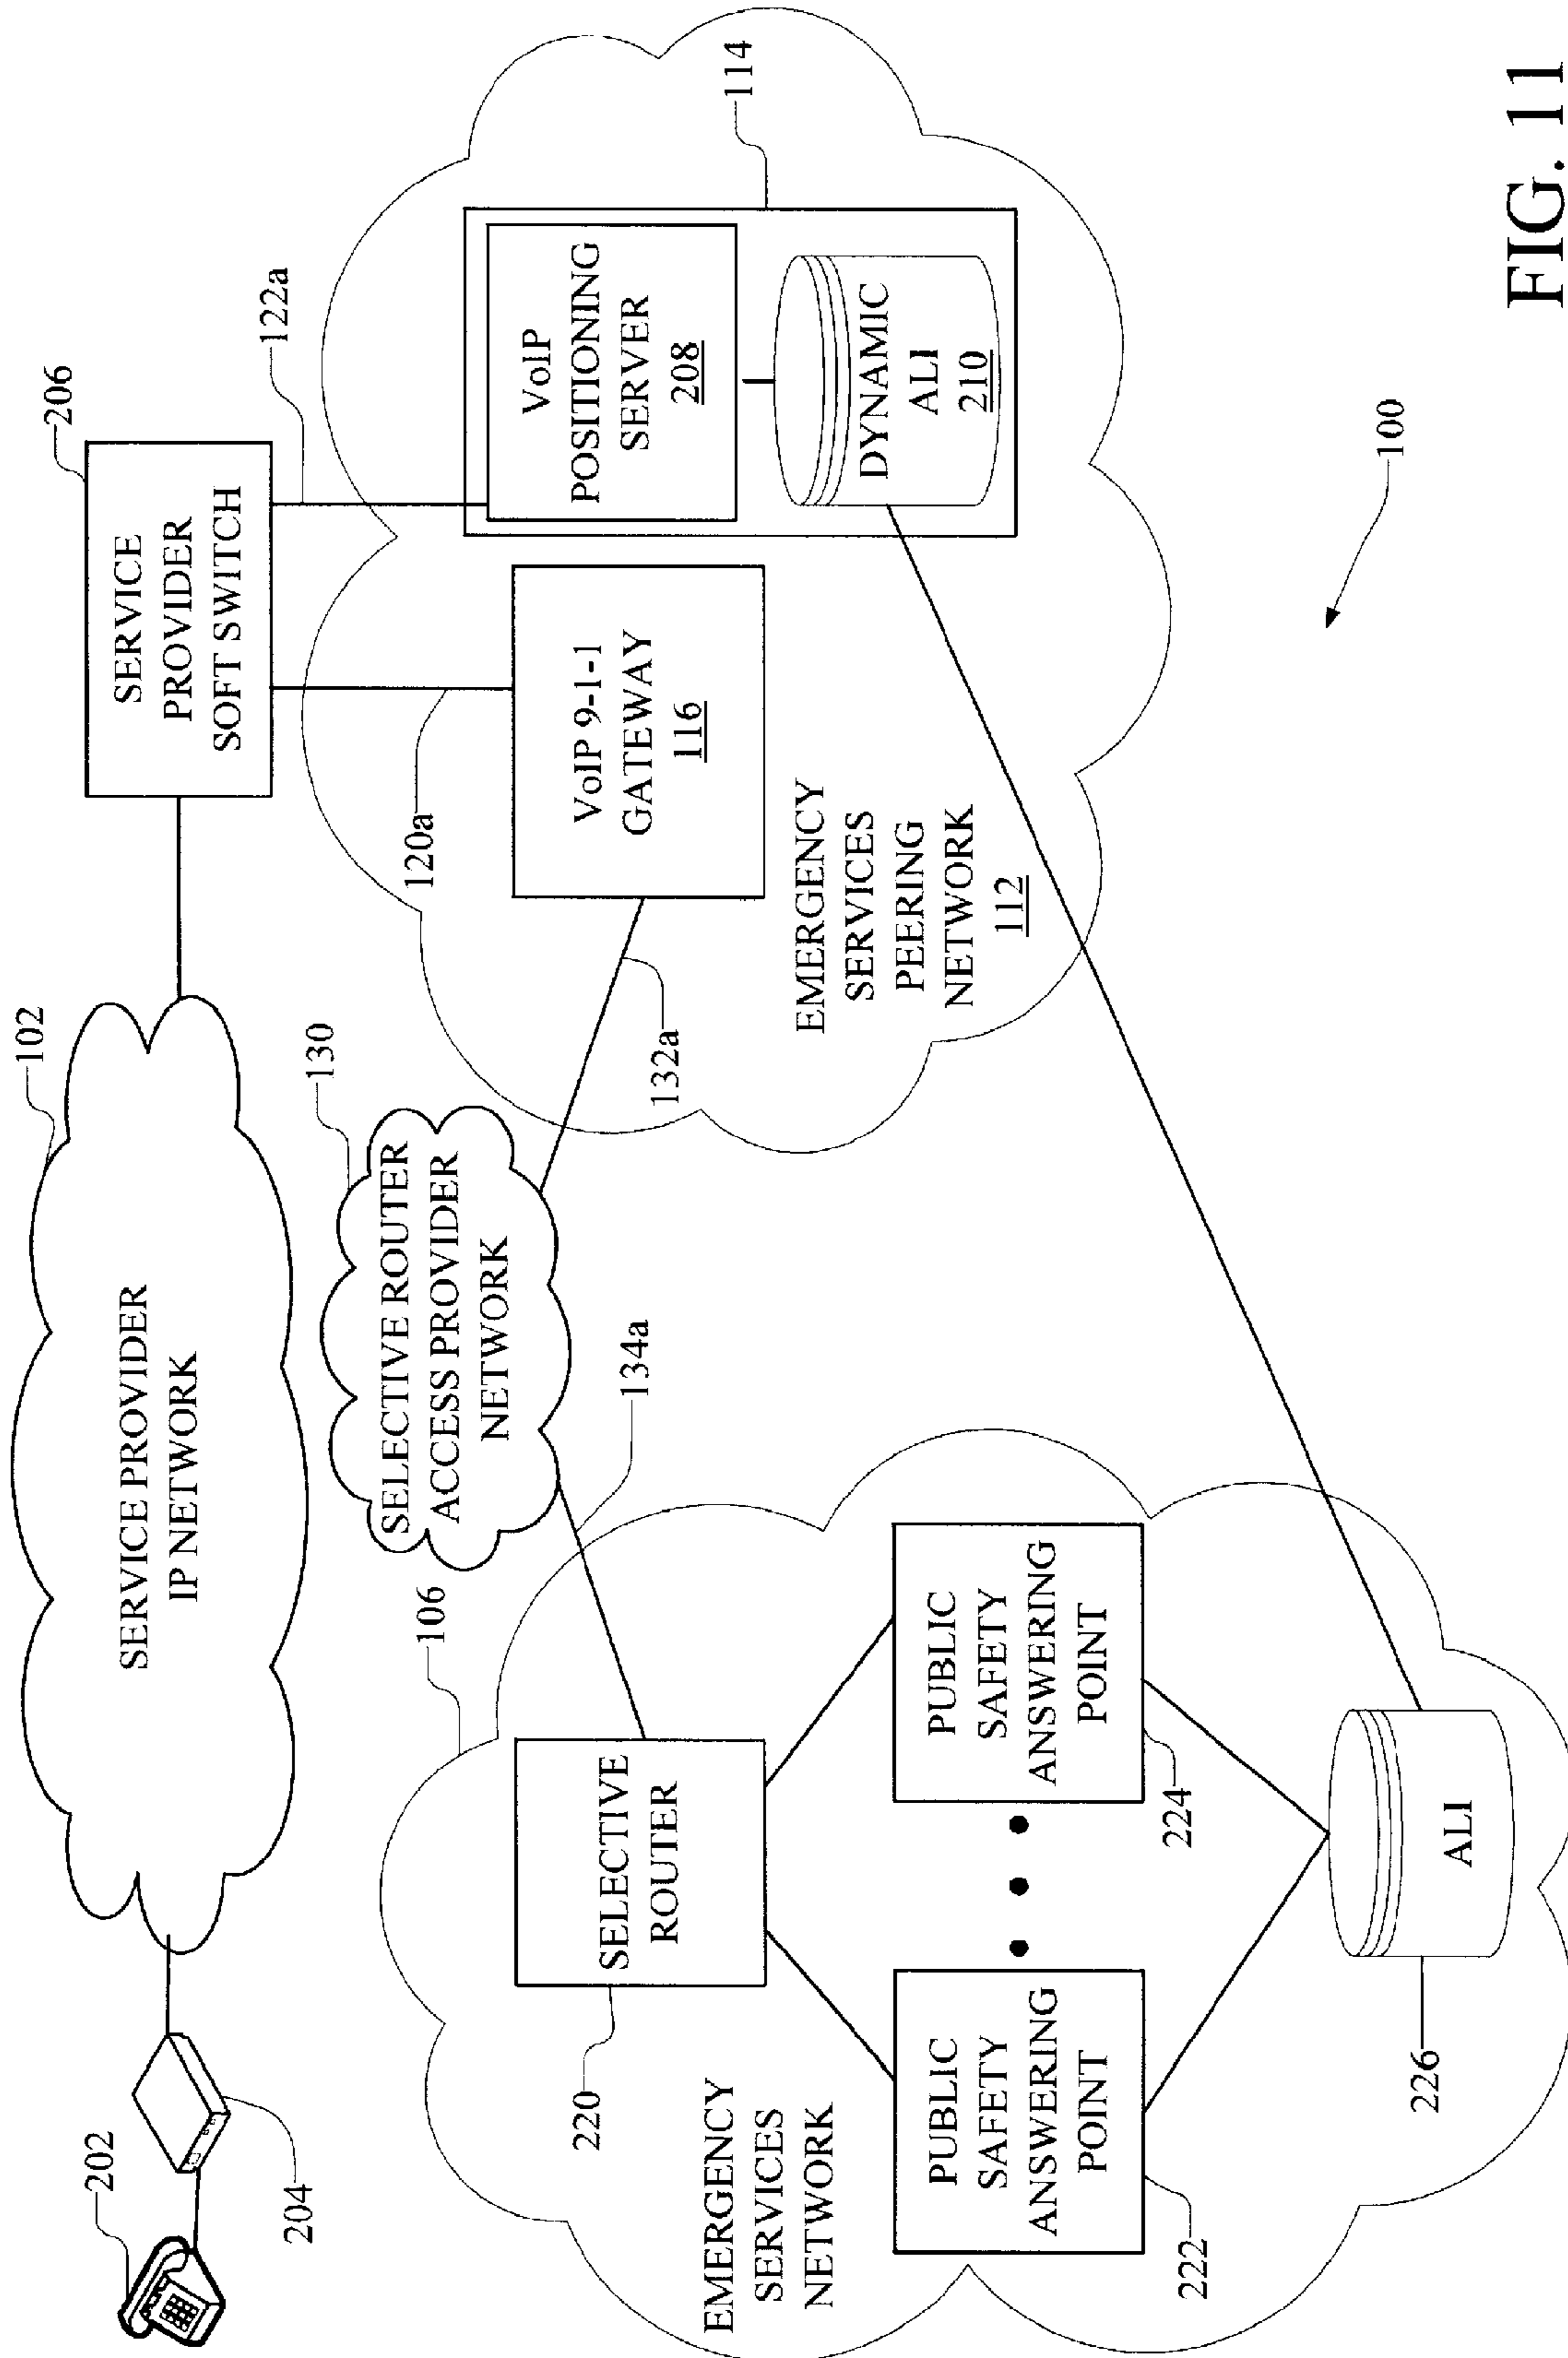 202
204
102
SERVICE PROVIDER
IP NETWORK
206
SERVICE
PROVIDER
SOFT SWITCH
130
SELECTIVE ROUTER
ACCESS PROVIDER
NETWORK
120a
122a
132a
134a
114
VoIP 9-1-1
GATEWAY
116
VoIP
POSITIONING
SERVER
208
DYNAMIC
ALI
210
EMERGENCY
SERVICES
PEERING
NETWORK
112
106
SELECTIVE
ROUTER
220
EMERGENCY
SERVICES
NETWORK
PUBLIC
SAFETY
ANSWERING
POINT
222
PUBLIC
SAFETY
ANSWERING
POINT
224
ALI
226
100
FIG. 11